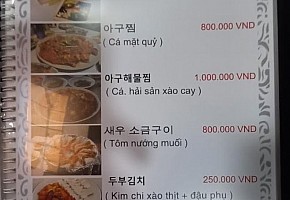 아구찜 800.000 VND
( Cá mặt quỷ )
아구해물찜 1.000.000 VND
( Cá. hải sản xào cay )
새우 소금구이 800.000 VND
( Tôm nướng muối )
두부김치 250.000 VND
( Kim chi xào thịt + đậu phụ )